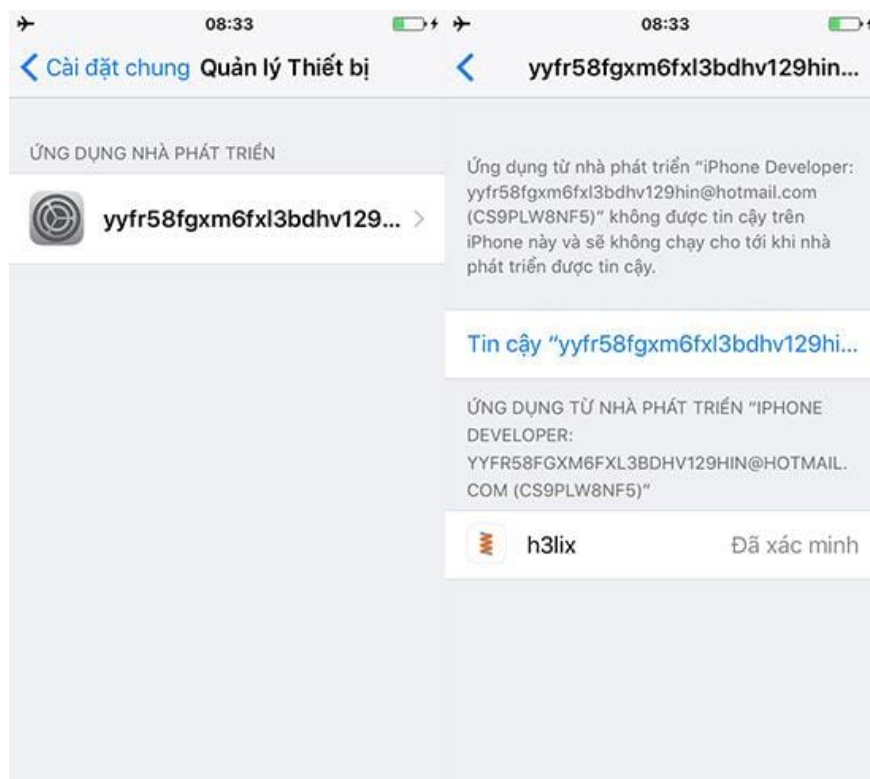 08:33
Cài đặt chung Quản lý Thiết bị
ỨNG DỤNG NHÀ PHÁT TRIỂN
yyfr58fgxm6fxl3bdhv129...
08:33
yyfr58fgxm6fxl3bdhv129hin...
Ứng dụng từ nhà phát triển “iPhone Developer:
yyfr58fgxm6fxl3bdhv129hin@hotmail.com
(CS9PLW8NF5)” không được tin cậy trên
iPhone này và sẽ không chạy cho tới khi nhà
phát triển được tin cậy.
Tin cậy “yyfr58fgxm6fxl3bdhv129hi...
ỨNG DỤNG TỪ NHÀ PHÁT TRIỂN “IPHONE
DEVELOPER:
YYFR58FGXM6FXL3BDHV129HIN@HOTMAIL.
COM (CS9PLW8NF5)”
h3lix Đã xác minh